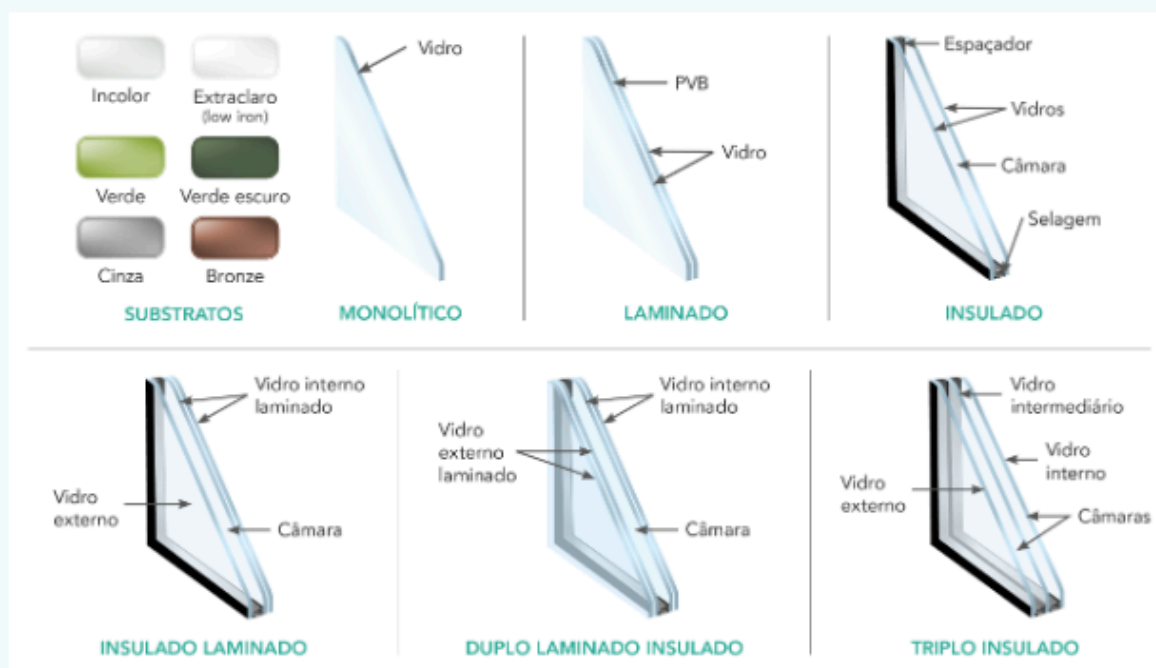 Incolor
Extraclaro
(low iron)
Verde
Verde escuro
Cinza
Bronze
SUBSTRATOS
Vidro
MONOLÍTICO
PVB
Vidro
LAMINADO
Espaçador
Vidros
Câmara
Selagem
INSULADO
Vidro interno
laminado
Vidro
externo
Câmara
INSULADO LAMINADO
Vidro interno
laminado
Vidro
externo
laminado
Câmara
DUPLO LAMINADO INSULADO
Vidro
intermediário
Vidro
interno
Vidro
externo
Câmaras
TRIPLO INSULADO